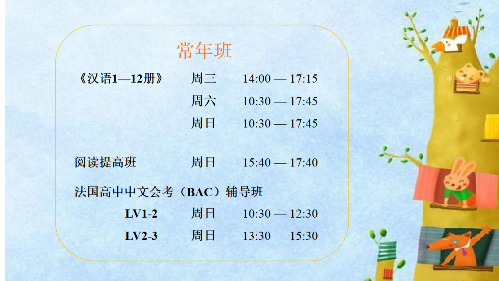 常年班
《汉语1—12册》 周三 14:00 — 17:15
周六 10:30 — 17:45
周日 10:30 — 17:45
阅读提高班 周日 15:40 — 17:40
法国高中中文会考（BAC）辅导班
LV1-2 周日 10:30 — 12:30
LV2-3 周日 13:30 15:30